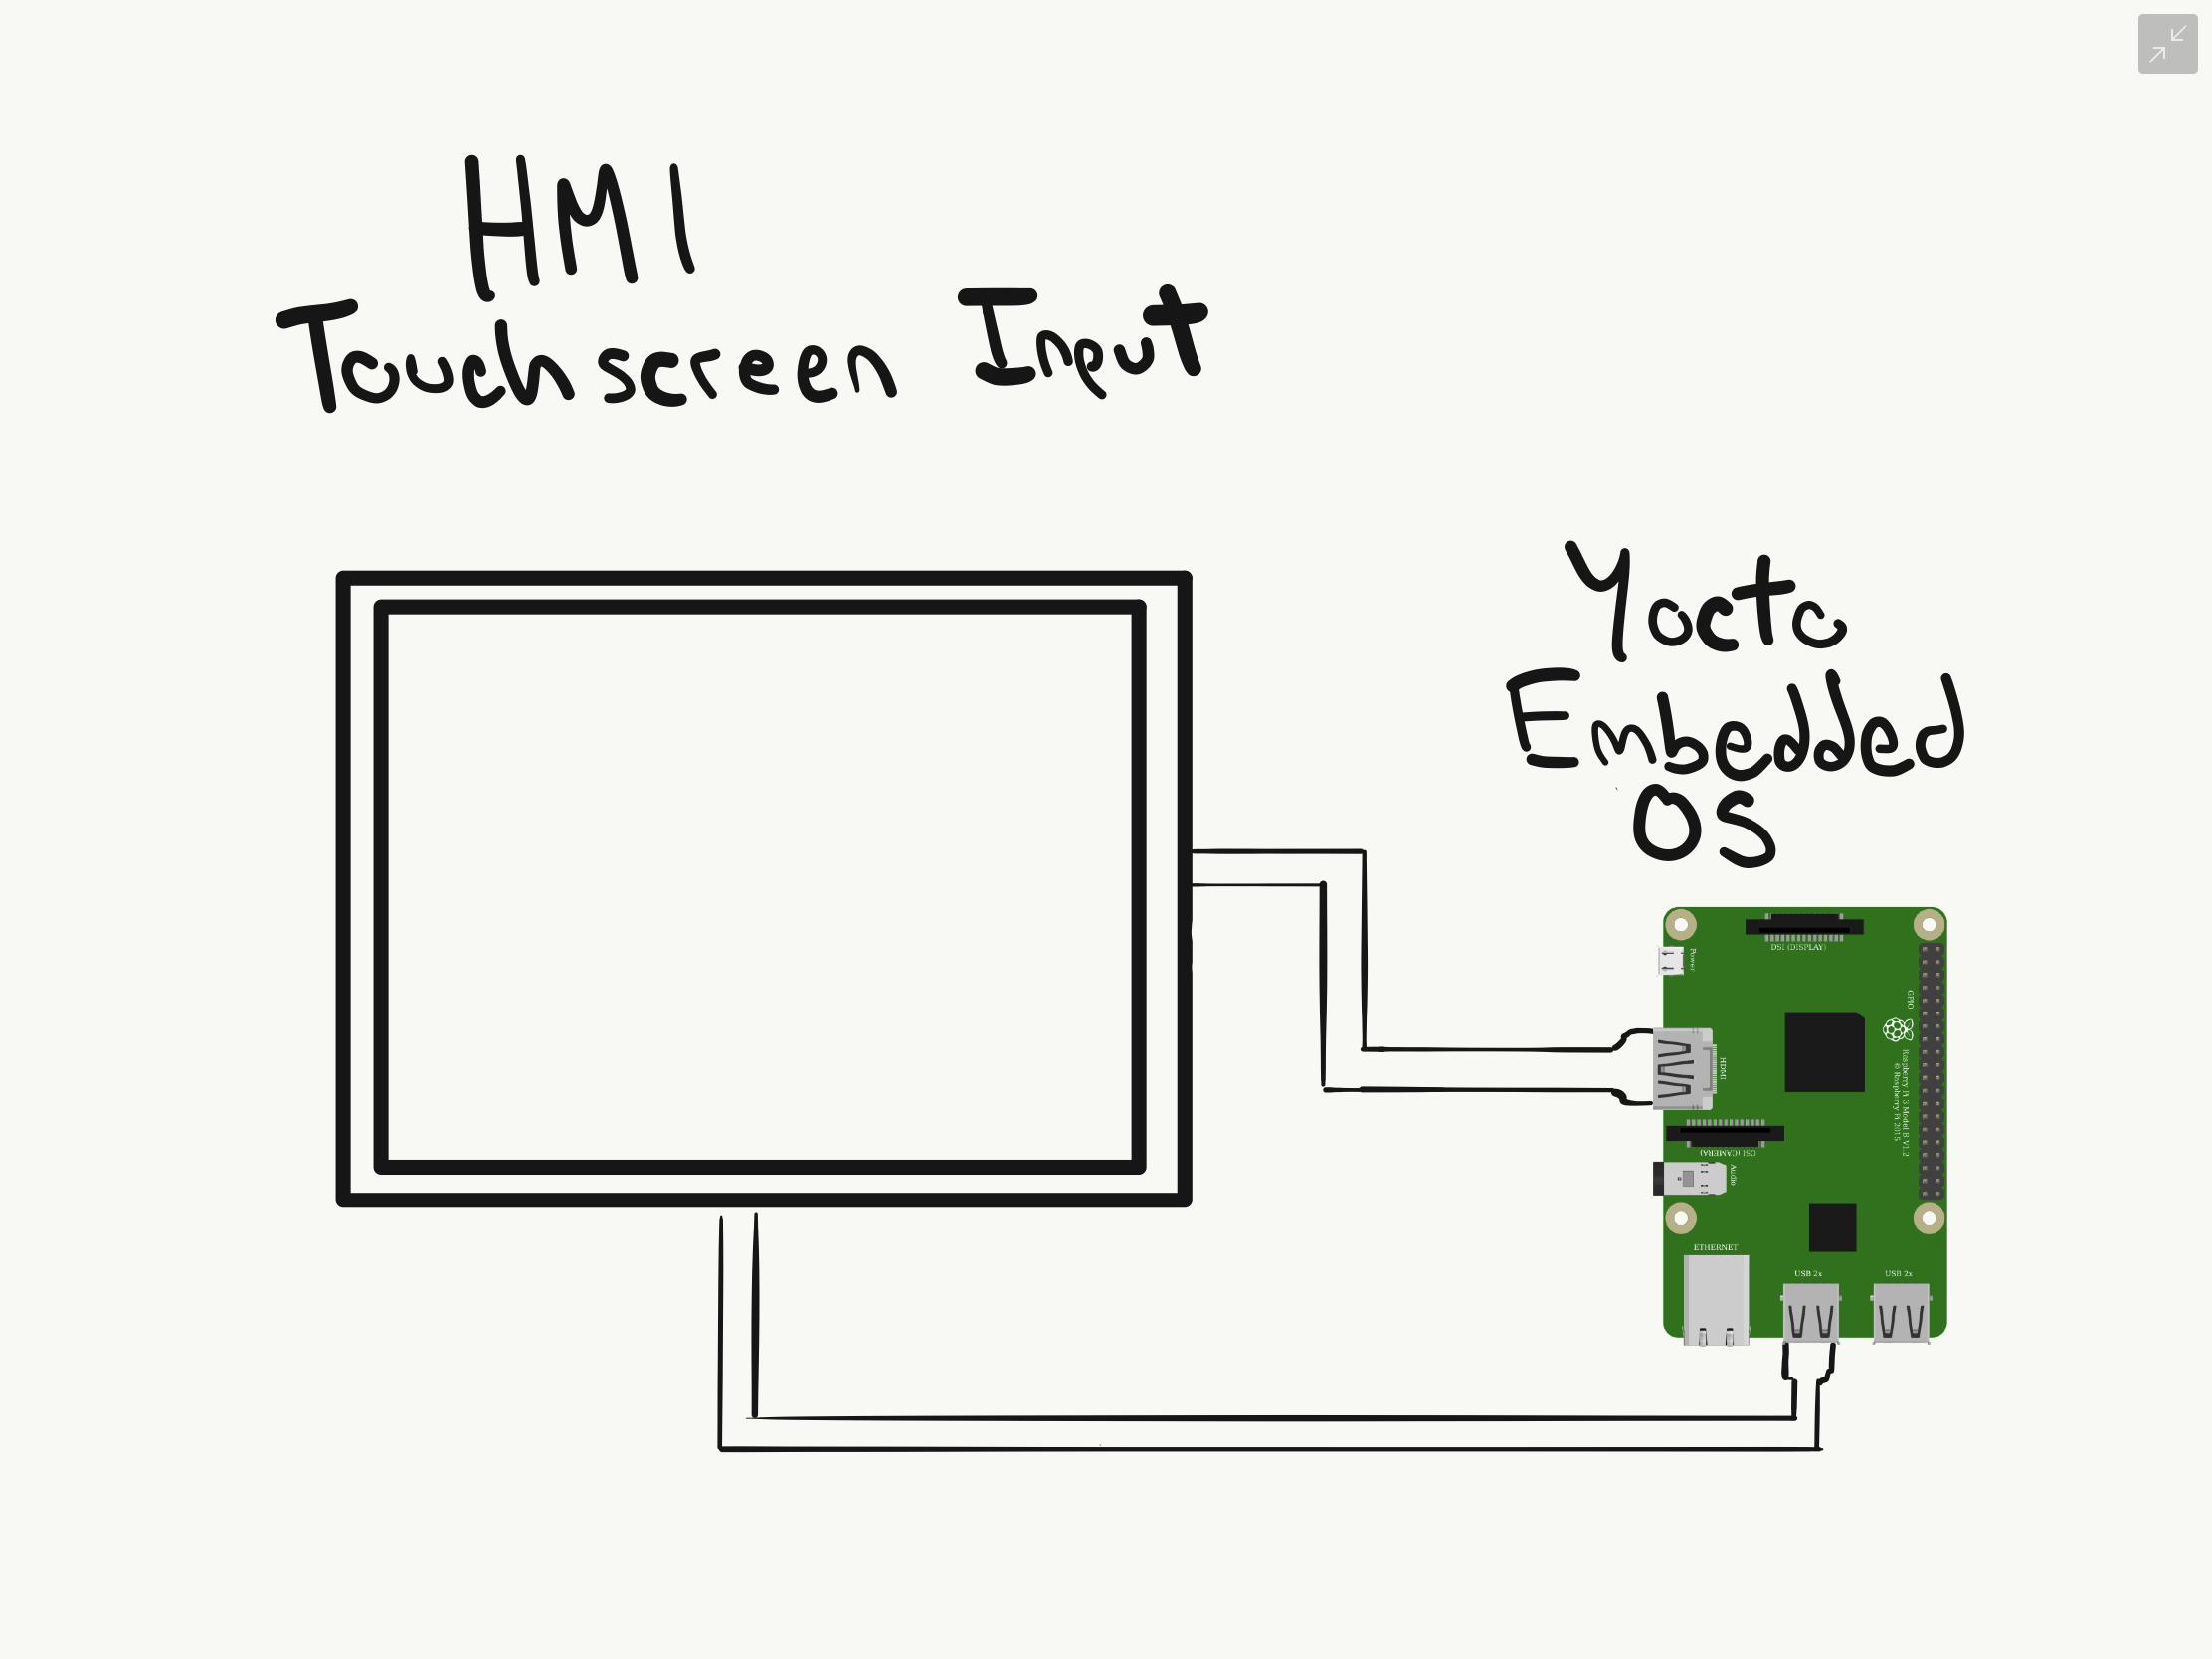 HMI
Touchscreen Input
Yocto
Embedded
OS
DSI (DISPLAY)
Power
GPIO
HDMI
Raspberry Pi 3 Model B V1.2
© Raspberry Pi 2015
CSI (CAMERA)
Audio
ETHERNET
USB 2x
USB 2x